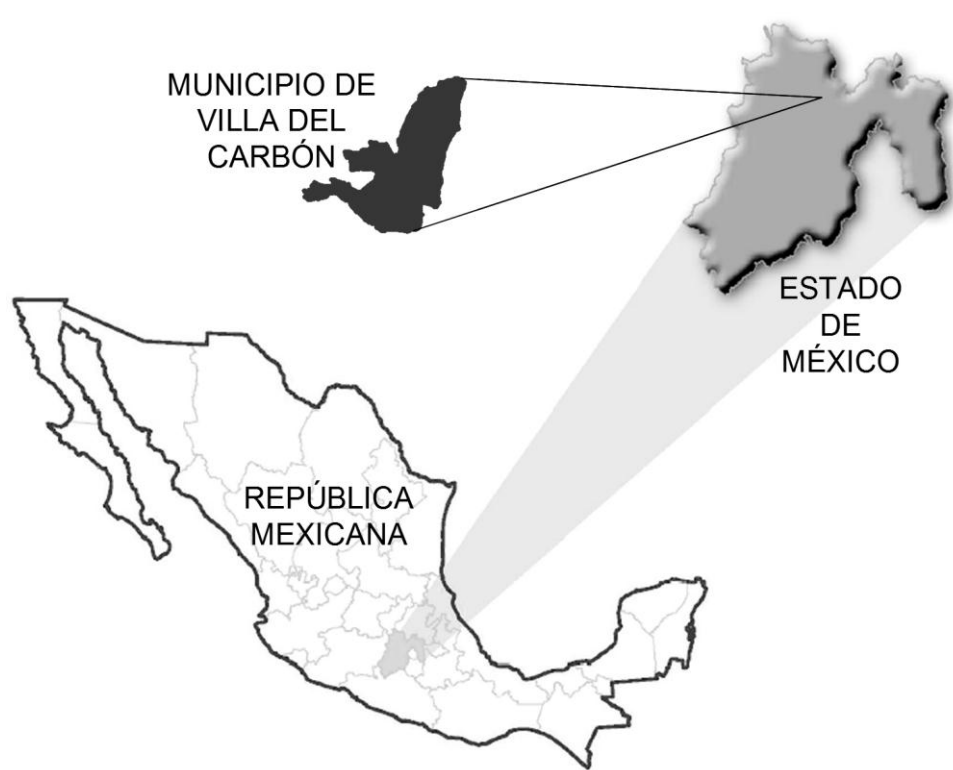 MUNICIPIO DE
VILLA DEL
CARBÓN
ESTADO
DE
MÉXICO
REPÚBLICA
MEXICANA